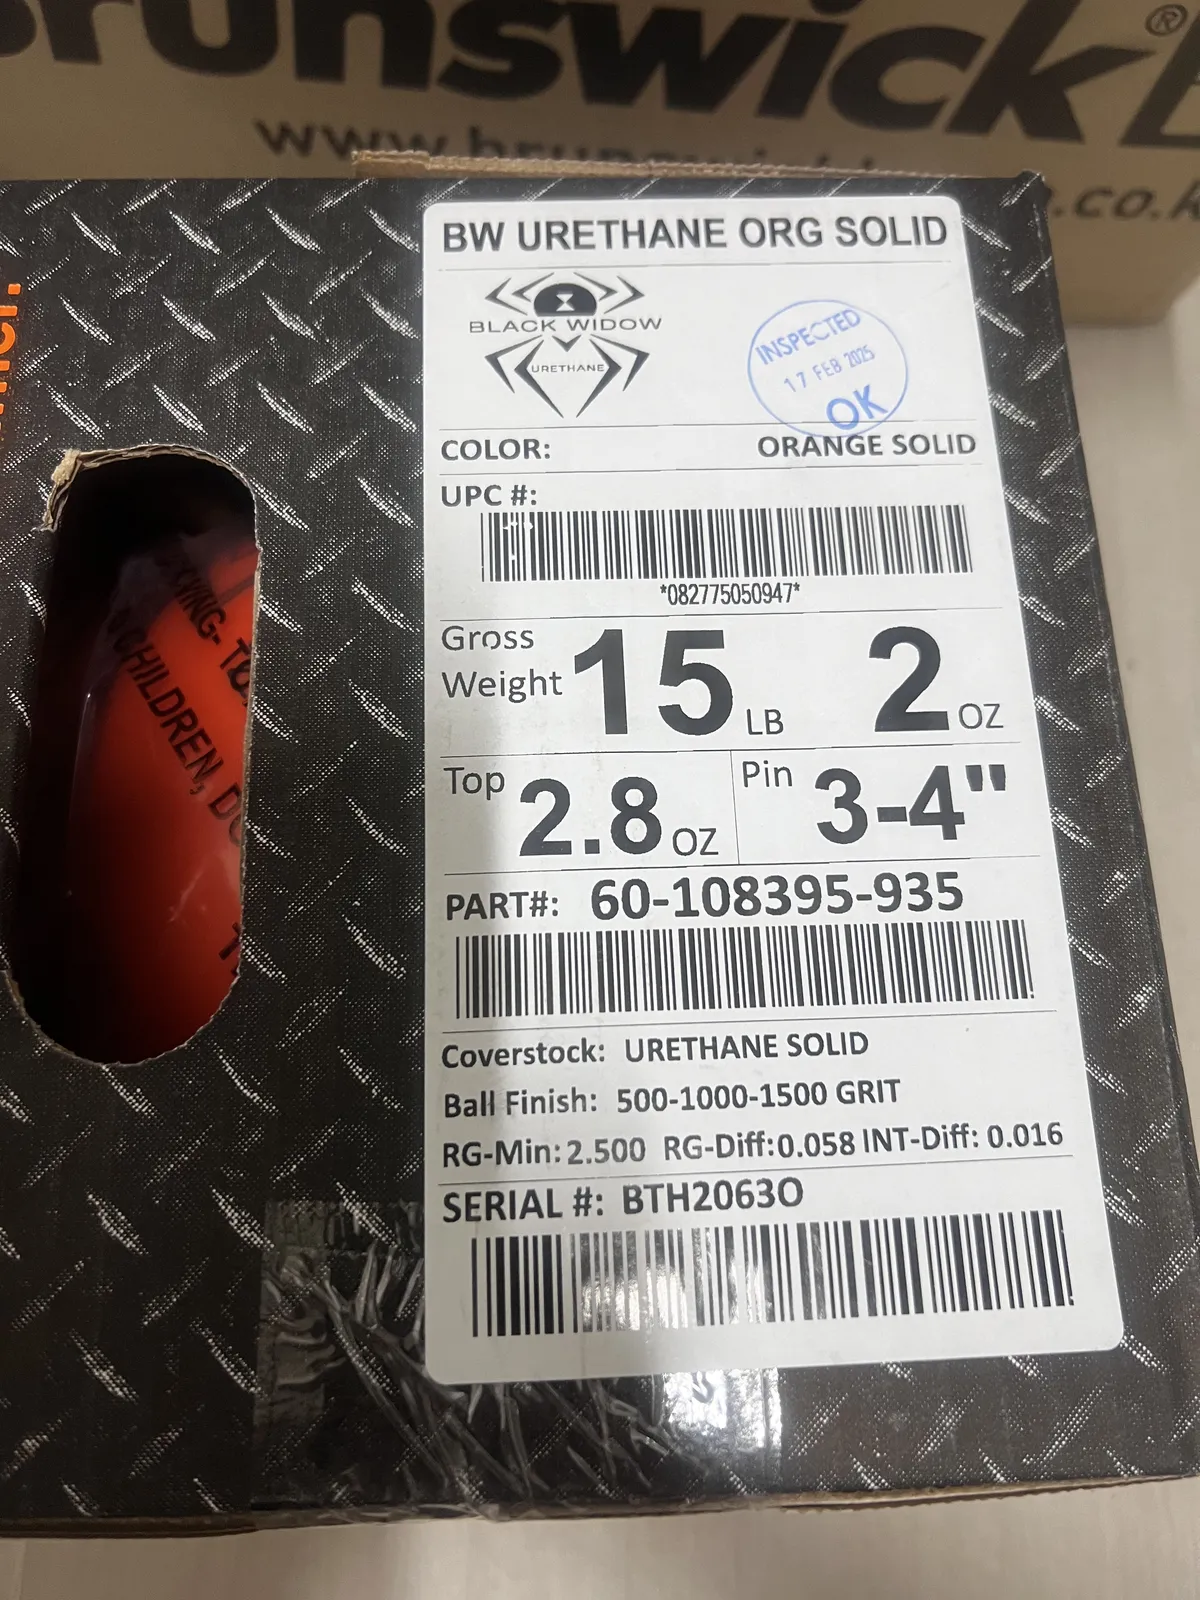 Brunswick®
BW URETHANE ORG SOLID
BLACK WIDOW
URETHANE
INSPECTED
17 FEB 2025
OK
COLOR: ORANGE SOLID
UPC #:
*082775050947*
Gross
Weight 15 LB 2 OZ
Top 2.8 OZ Pin 3-4"
PART#: 60-108395-935
Coverstock: URETHANE SOLID
Ball Finish: 500-1000-1500 GRIT
RG-Min: 2.500 RG-Diff:0.058 INT-Diff: 0.016
SERIAL #: BTH2063O
CHILDREN,